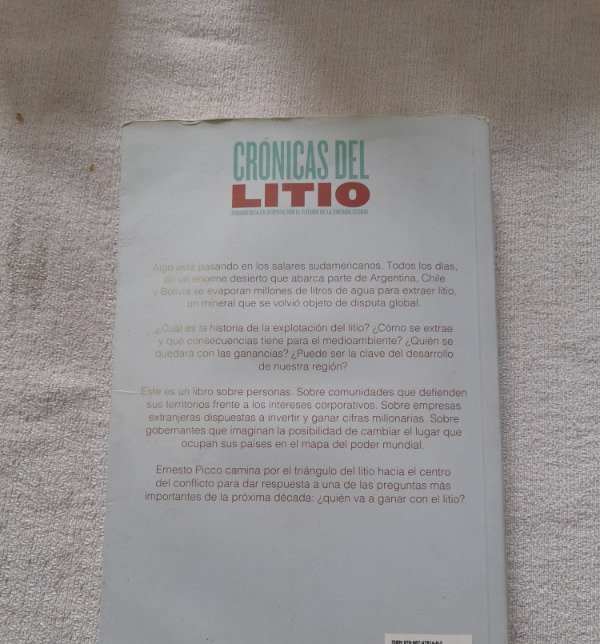 CRÓNICAS DEL
LITIO
SUDAMÉRICA EN DISPUTA POR EL FUTURO DE LA ENERGÍA GLOBAL
Algo está pasando en los salares sudamericanos. Todos los días,
en un enorme desierto que abarca parte de Argentina, Chile
y Bolivia se evaporan millones de litros de agua para extraer litio,
un mineral que se volvió objeto de disputa global.
¿Cuál es la historia de la explotación del litio? ¿Cómo se extrae
y qué consecuencias tiene para el medioambiente? ¿Quién se
quedará con las ganancias? ¿Puede ser la clave del desarrollo
de nuestra región?
Este es un libro sobre personas. Sobre comunidades que defienden
sus territorios frente a los intereses corporativos. Sobre empresas
extranjeras dispuestas a invertir y ganar cifras millonarias. Sobre
gobernantes que imaginan la posibilidad de cambiar el lugar que
ocupan sus países en el mapa del poder mundial.
Ernesto Picco camina por el triángulo del litio hacia el centro
del conflicto para dar respuesta a una de las preguntas más
importantes de la próxima década: ¿quién va a ganar con el litio?
ISBN